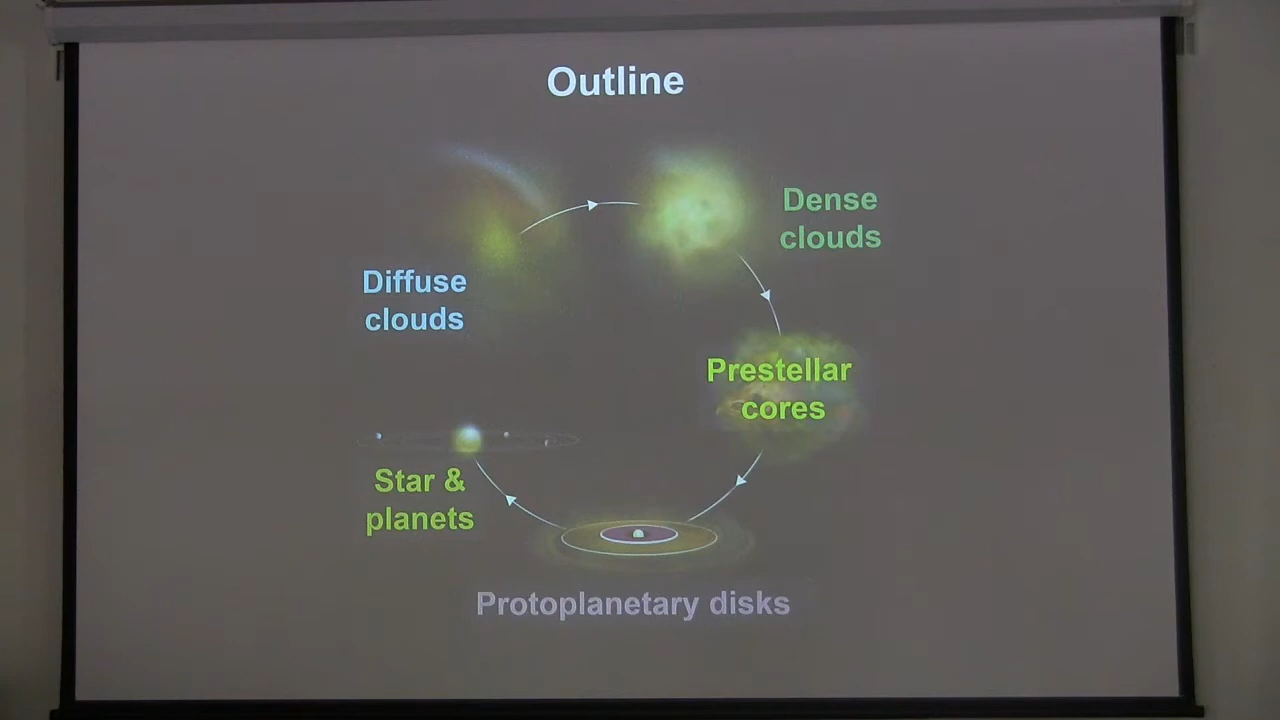 Outline
Dense
clouds
Diffuse
clouds
Prestellar
cores
Star &
planets
Protoplanetary disks